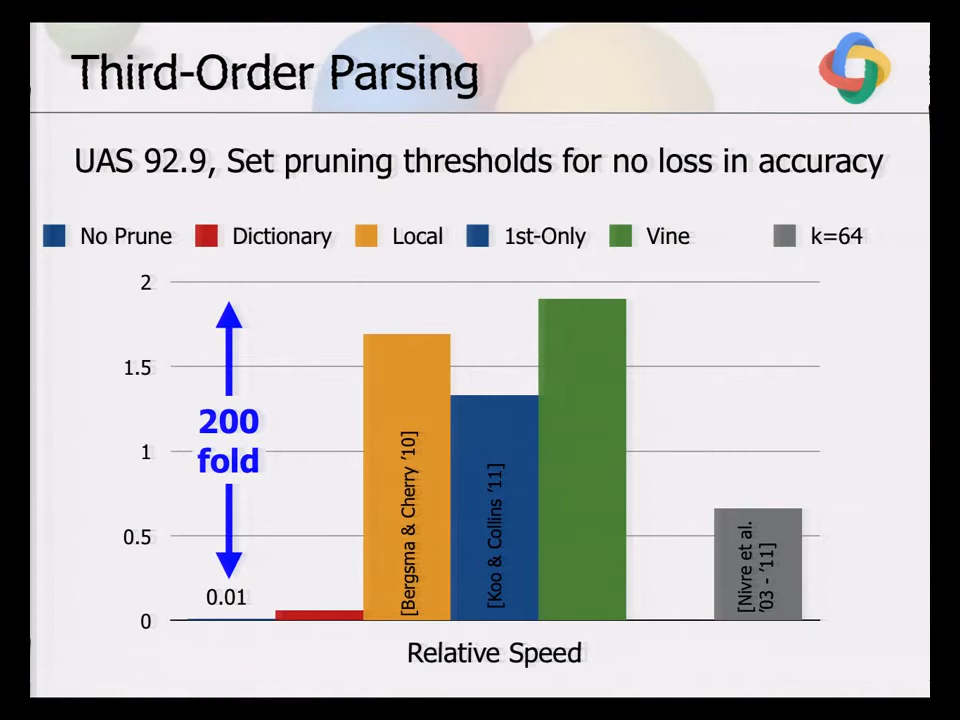 Third-Order Parsing
UAS 92.9, Set pruning thresholds for no loss in accuracy
No Prune
Dictionary
Local
1st-Only
Vine
k=64
2
1.5
1
0.5
0
200
fold
0.01
[Bergsma & Cherry ’10]
[Koo & Collins ’11]
[Nivre et al.
’03 - ’11]
Relative Speed